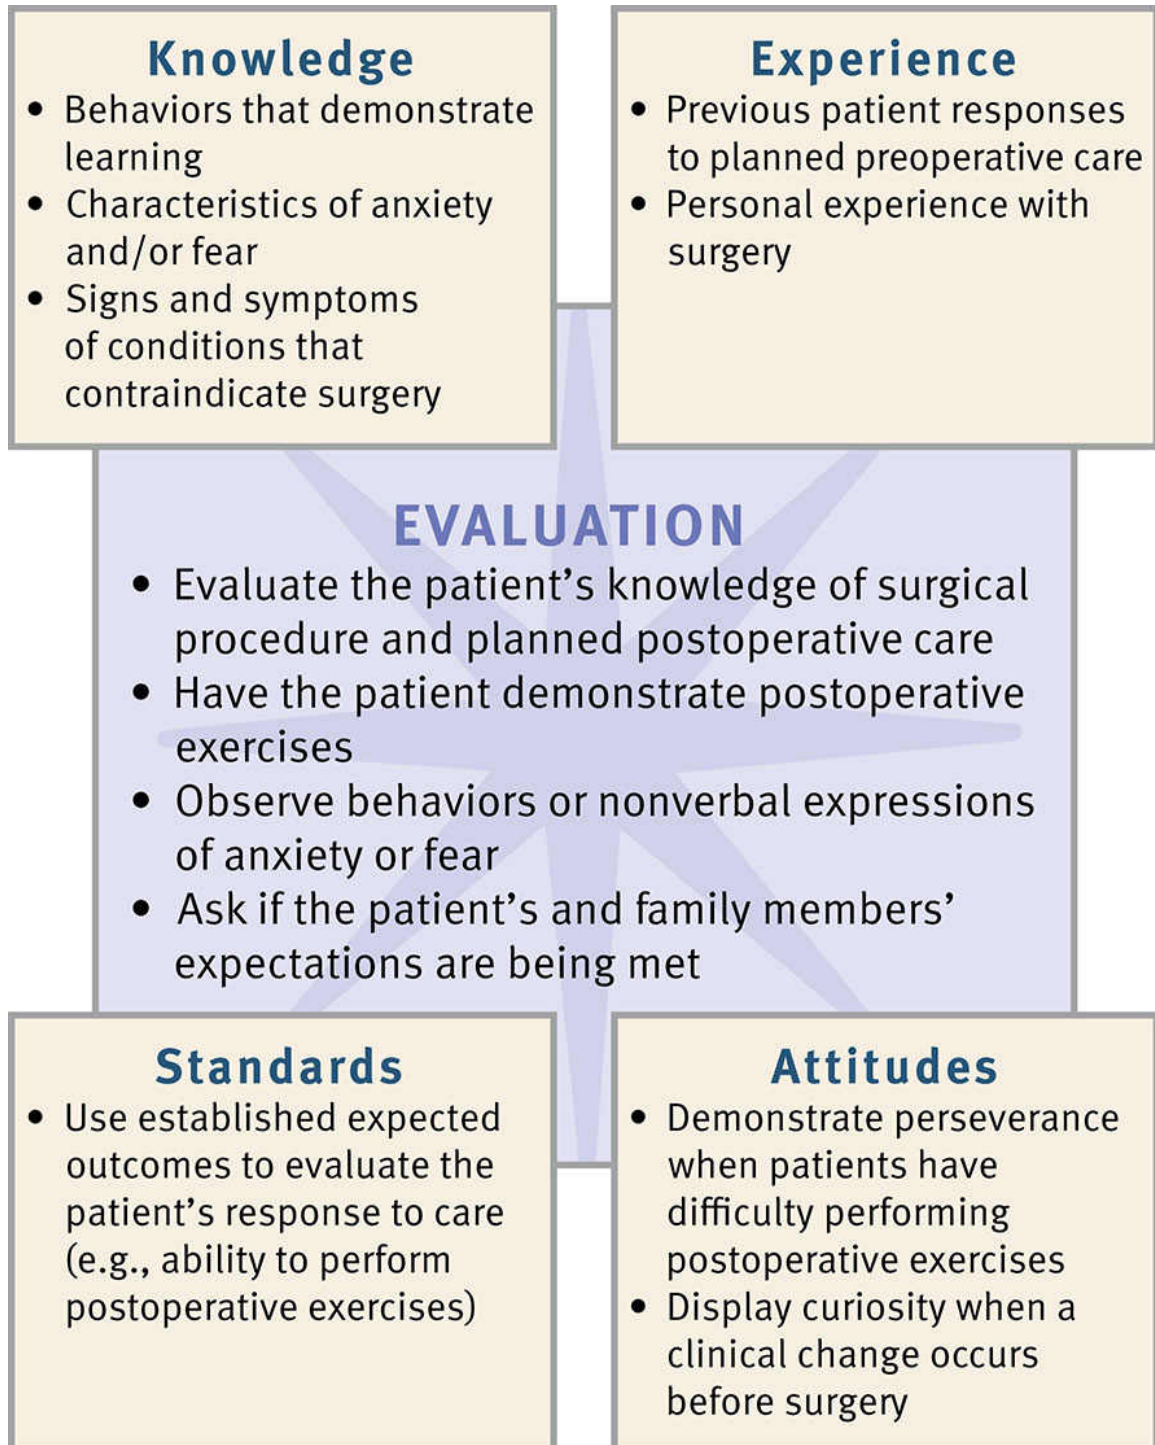 Knowledge
• Behaviors that demonstrate
learning
• Characteristics of anxiety
and/or fear
• Signs and symptoms
of conditions that
contraindicate surgery
Experience
• Previous patient responses
to planned preoperative care
• Personal experience with
surgery
EVALUATION
• Evaluate the patient’s knowledge of surgical
procedure and planned postoperative care
• Have the patient demonstrate postoperative
exercises
• Observe behaviors or nonverbal expressions
of anxiety or fear
• Ask if the patient’s and family members’
expectations are being met
Standards
• Use established expected
outcomes to evaluate the
patient’s response to care
(e.g., ability to perform
postoperative exercises)
Attitudes
• Demonstrate perseverance
when patients have
difficulty performing
postoperative exercises
• Display curiosity when a
clinical change occurs
before surgery